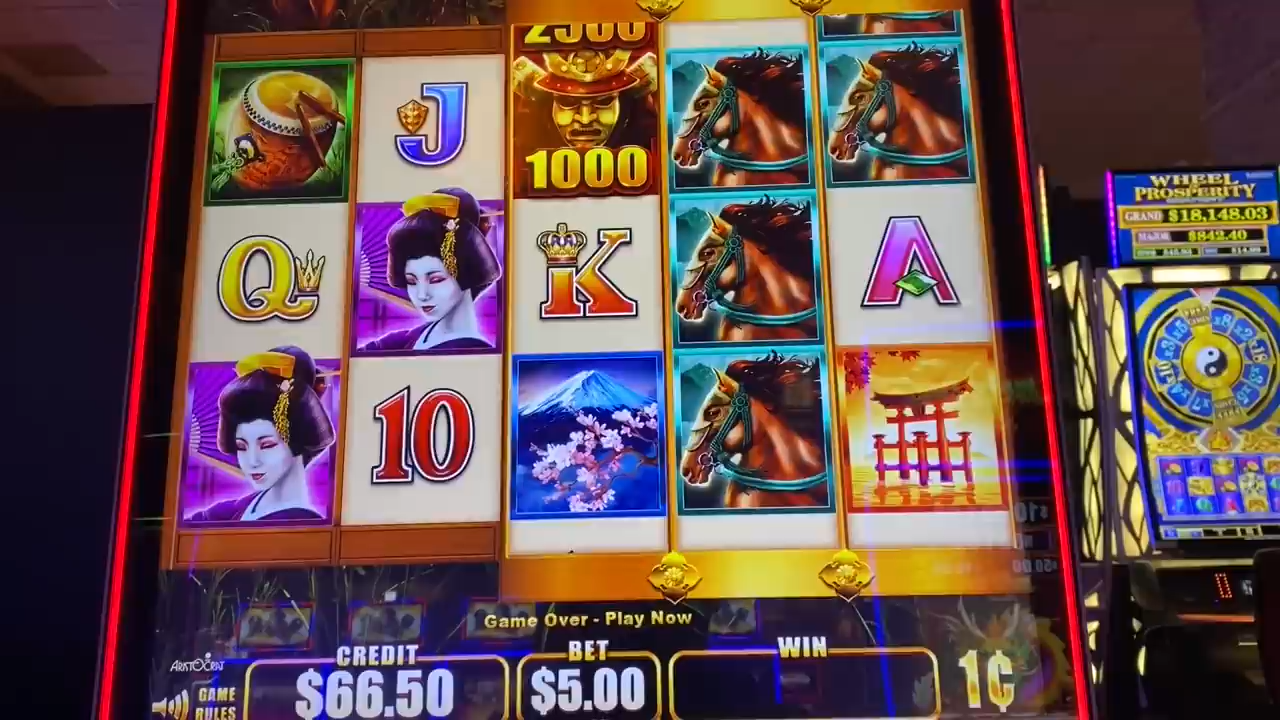 2500
J
1000
Q
K
A
10
Game Over - Play Now
ARISTOCRAT
GAME
RULES
CREDIT
$66.50
BET
$5.00
WIN
1¢
WHEEL
OF
PROSPERITY
GRAND $18,148.03
MAJOR $842.40